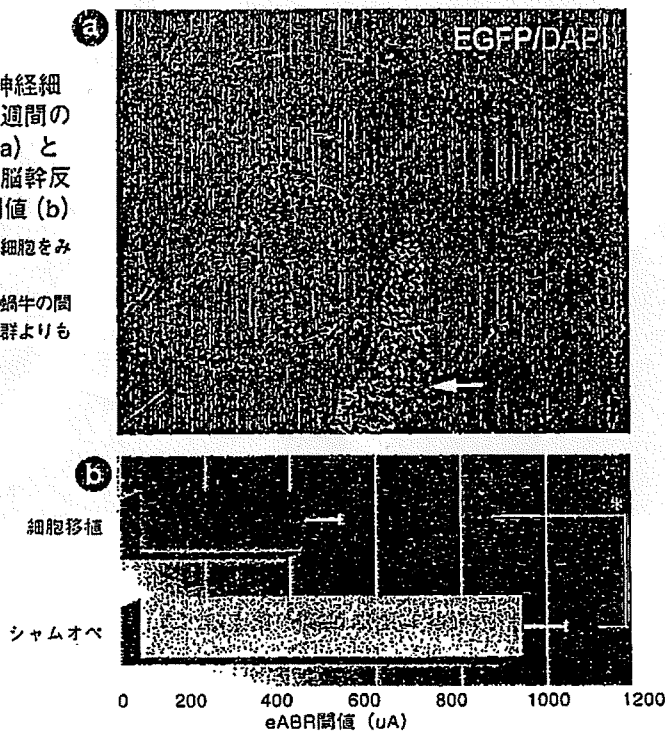 a
EGFP/DAPI
神経細
週間の
a) と
脳幹反
値 (b)
細胞をみ
蝸牛の閾
群よりも
b
*
細胞移植
シャムオペ
0 200 400 600 800 1000 1200
eABR閾値 (uA)